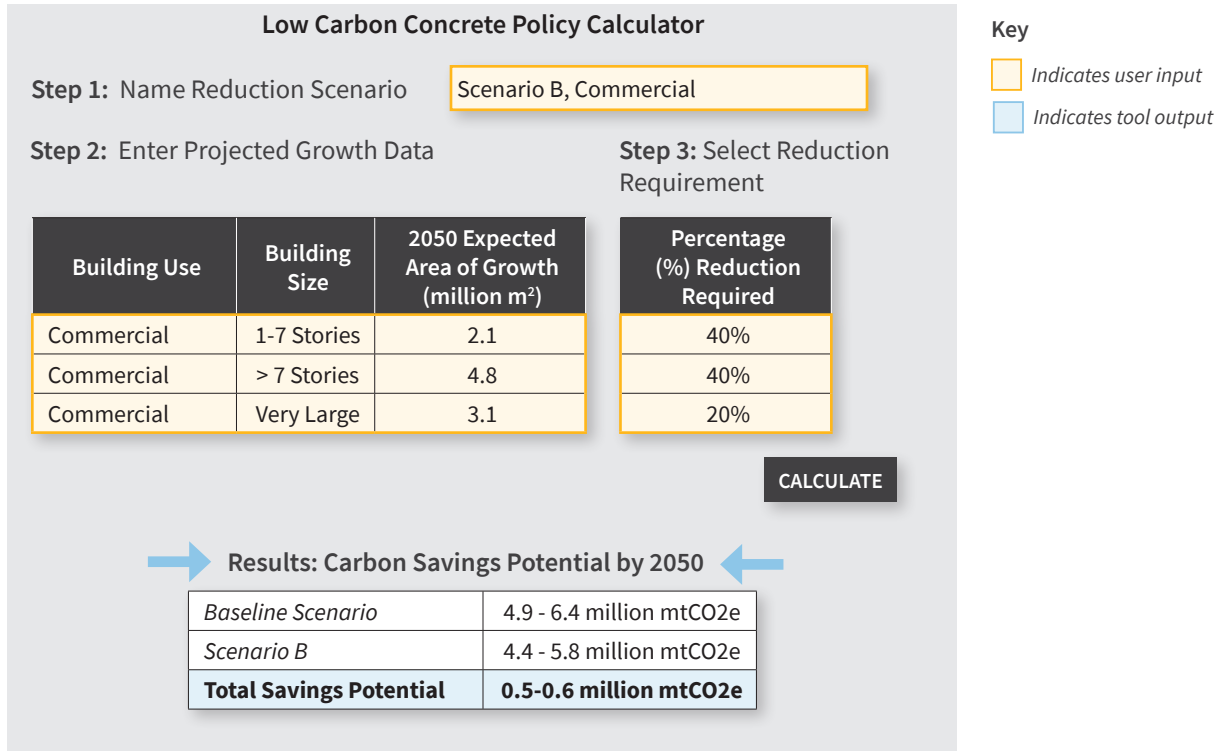 Low Carbon Concrete Policy Calculator
Key
Indicates user input
Indicates tool output
Step 1: Name Reduction Scenario
Scenario B, Commercial
Step 2: Enter Projected Growth Data
Step 3: Select Reduction
Requirement
Building Use
Building
Size
2050 Expected
Area of Growth
(million m²)
Percentage
(%) Reduction
Required
Commercial 1-7 Stories 2.1 40%
Commercial > 7 Stories 4.8 40%
Commercial Very Large 3.1 20%
CALCULATE
Results: Carbon Savings Potential by 2050
Baseline Scenario 4.9 - 6.4 million mtCO2e
Scenario B 4.4 - 5.8 million mtCO2e
Total Savings Potential 0.5-0.6 million mtCO2e